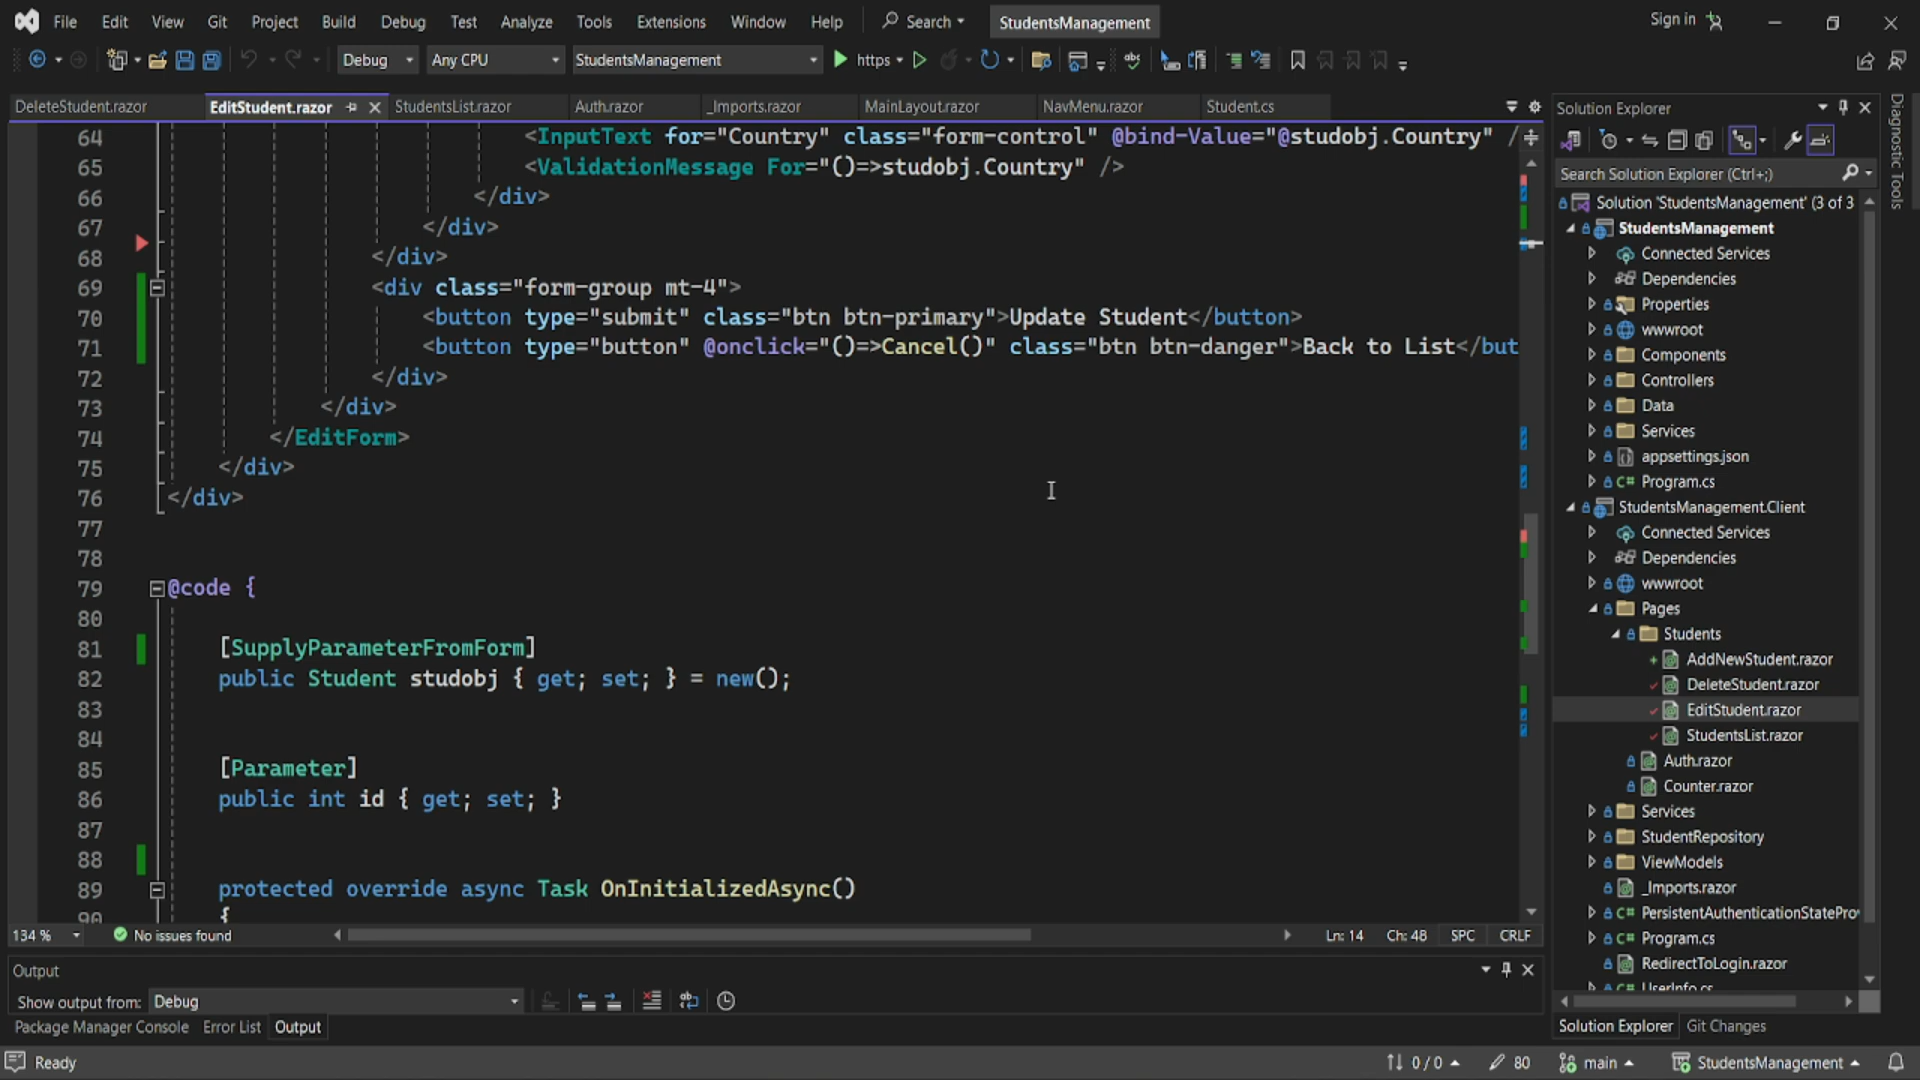 File Edit View Git Project Build Debug Test Analyze Tools Extensions Window Help Search StudentsManagement Sign in
Debug Any CPU StudentsManagement https
DeleteStudent.razor EditStudent.razor StudentsList.razor Auth.razor _Imports.razor MainLayout.razor NavMenu.razor Student.cs
64 <InputText for="Country" class="form-control" @bind-Value="@studobj.Country" /
65 <ValidationMessage For="()=>studobj.Country" />
66 </div>
67 </div>
68 </div>
69 <div class="form-group mt-4">
70 <button type="submit" class="btn btn-primary">Update Student</button>
71 <button type="button" @onclick="()=>Cancel()" class="btn btn-danger">Back to List</but
72 </div>
73 </div>
74 </EditForm>
75 </div>
76 </div>
77
78
79 @code {
80
81 [SupplyParameterFromForm]
82 public Student studobj { get; set; } = new();
83
84
85 [Parameter]
86 public int id { get; set; }
87
88
89 protected override async Task OnInitializedAsync()
90 {
134 % No issues found Ln: 14 Ch: 48 SPC CRLF
Output
Show output from: Debug
Package Manager Console Error List Output
Solution Explorer
Search Solution Explorer (Ctrl+;)
Solution 'StudentsManagement' (3 of 3
StudentsManagement
Connected Services
Dependencies
Properties
wwwroot
Components
Controllers
Data
Services
appsettings.json
C# Program.cs
StudentsManagement.Client
Connected Services
Dependencies
wwwroot
Pages
Students
AddNewStudent.razor
DeleteStudent.razor
EditStudent.razor
StudentsList.razor
Auth.razor
Counter.razor
Services
StudentRepository
ViewModels
_Imports.razor
C# PersistentAuthenticationStatePro
C# Program.cs
RedirectToLogin.razor
C# UserInfo.cs
Solution Explorer Git Changes
Diagnostic Tools
Ready 0 / 0 80 main StudentsManagement